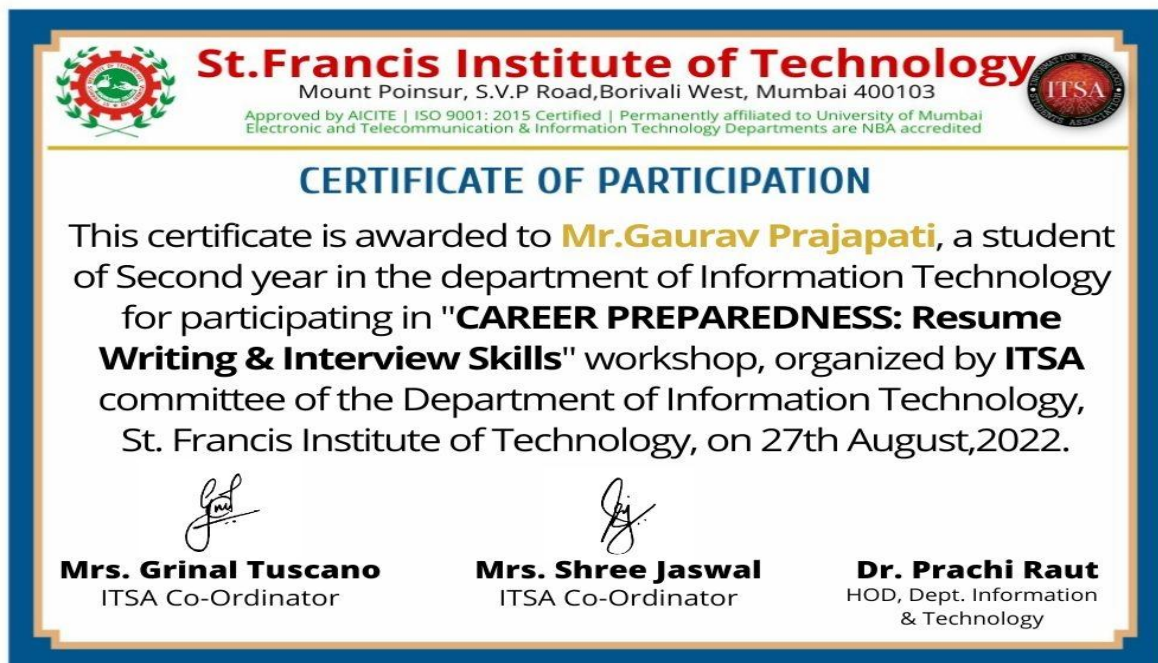 St.Francis Institute of Technology
Mount Poinsur, S.V.P Road,Borivali West, Mumbai 400103
Approved by AICITE | ISO 9001: 2015 Certified | Permanently affiliated to University of Mumbai
Electronic and Telecommunication & Information Technology Departments are NBA accredited
ITSA
INFORMATION TECHNOLOGY
STUDENTS ASSOCIATION
CERTIFICATE OF PARTICIPATION
This certificate is awarded to Mr.Gaurav Prajapati, a student
of Second year in the department of Information Technology
for participating in "CAREER PREPAREDNESS: Resume
Writing & Interview Skills" workshop, organized by ITSA
committee of the Department of Information Technology,
St. Francis Institute of Technology, on 27th August,2022.
Mrs. Grinal Tuscano
ITSA Co-Ordinator
Mrs. Shree Jaswal
ITSA Co-Ordinator
Dr. Prachi Raut
HOD, Dept. Information
& Technology